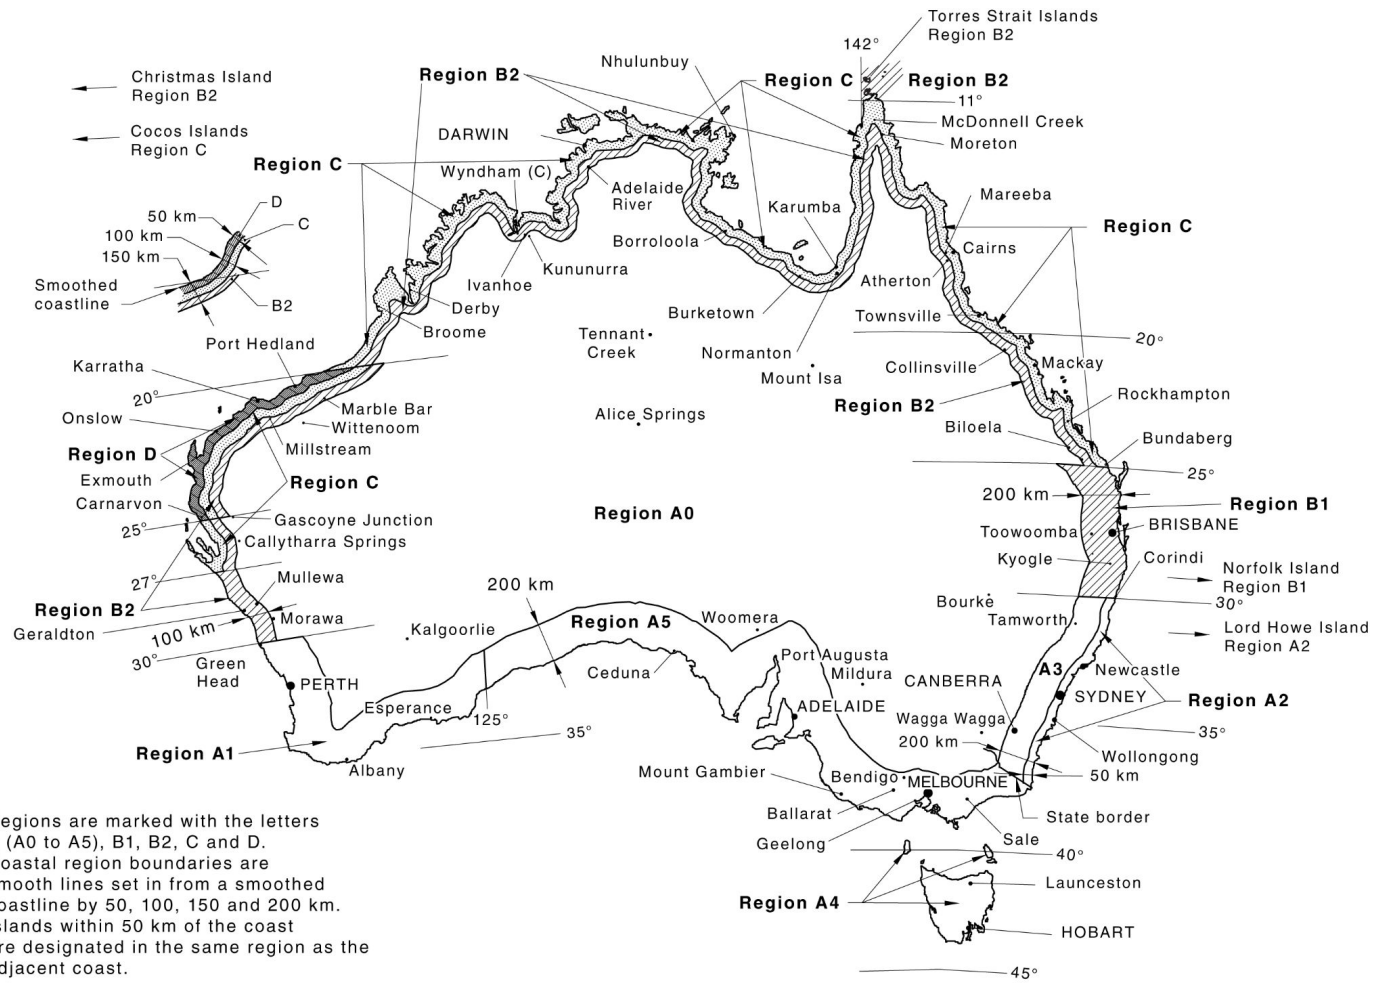 Torres Strait Islands
Region B2
142°
Nhulunbuy
Christmas Island
Region B2
Region B2
Region C
Region B2
11°
Cocos Islands
Region C
DARWIN
McDonnell Creek
Moreton
Region C
Wyndham (C)
Adelaide
River
Mareeba
D
50 km
C
100 km
150 km
Karumba
Region C
Borroloola
Cairns
Kununurra
Ivanhoe
Atherton
Smoothed
coastline
B2
Derby
Broome
Burketown
Townsville
Tennant
Creek
20°
Port Hedland
Normanton
Collinsville
Mackay
Karratha
Mount Isa
20°
Region B2
Rockhampton
Onslow
Marble Bar
Wittenoom
Alice Springs
Biloela
Bundaberg
Region D
Millstream
Exmouth
Region C
25°
Carnarvon
200 km
Region B1
25°
Gascoyne Junction
Region A0
Toowoomba
BRISBANE
Callytharra Springs
Kyogle
Corindi
27°
Mullewa
Norfolk Island
Region B1
200 km
Region B2
Bourke
30°
Geraldton
100 km
Morawa
Kalgoorlie
Region A5
Woomera
Tamworth
Lord Howe Island
Region A2
30°
Green
Head
Ceduna
Port Augusta
Mildura
A3
Newcastle
PERTH
CANBERRA
SYDNEY
Region A2
Esperance
125°
ADELAIDE
Wagga Wagga
35°
35°
Region A1
200 km
Wollongong
Albany
Mount Gambier
Bendigo
MELBOURNE
50 km
Ballarat
State border
Geelong
Sale
40°
Launceston
Region A4
HOBART
45°
egions are marked with the letters
(A0 to A5), B1, B2, C and D.
oastal region boundaries are
mooth lines set in from a smoothed
oastline by 50, 100, 150 and 200 km.
slands within 50 km of the coast
re designated in the same region as the
djacent coast.